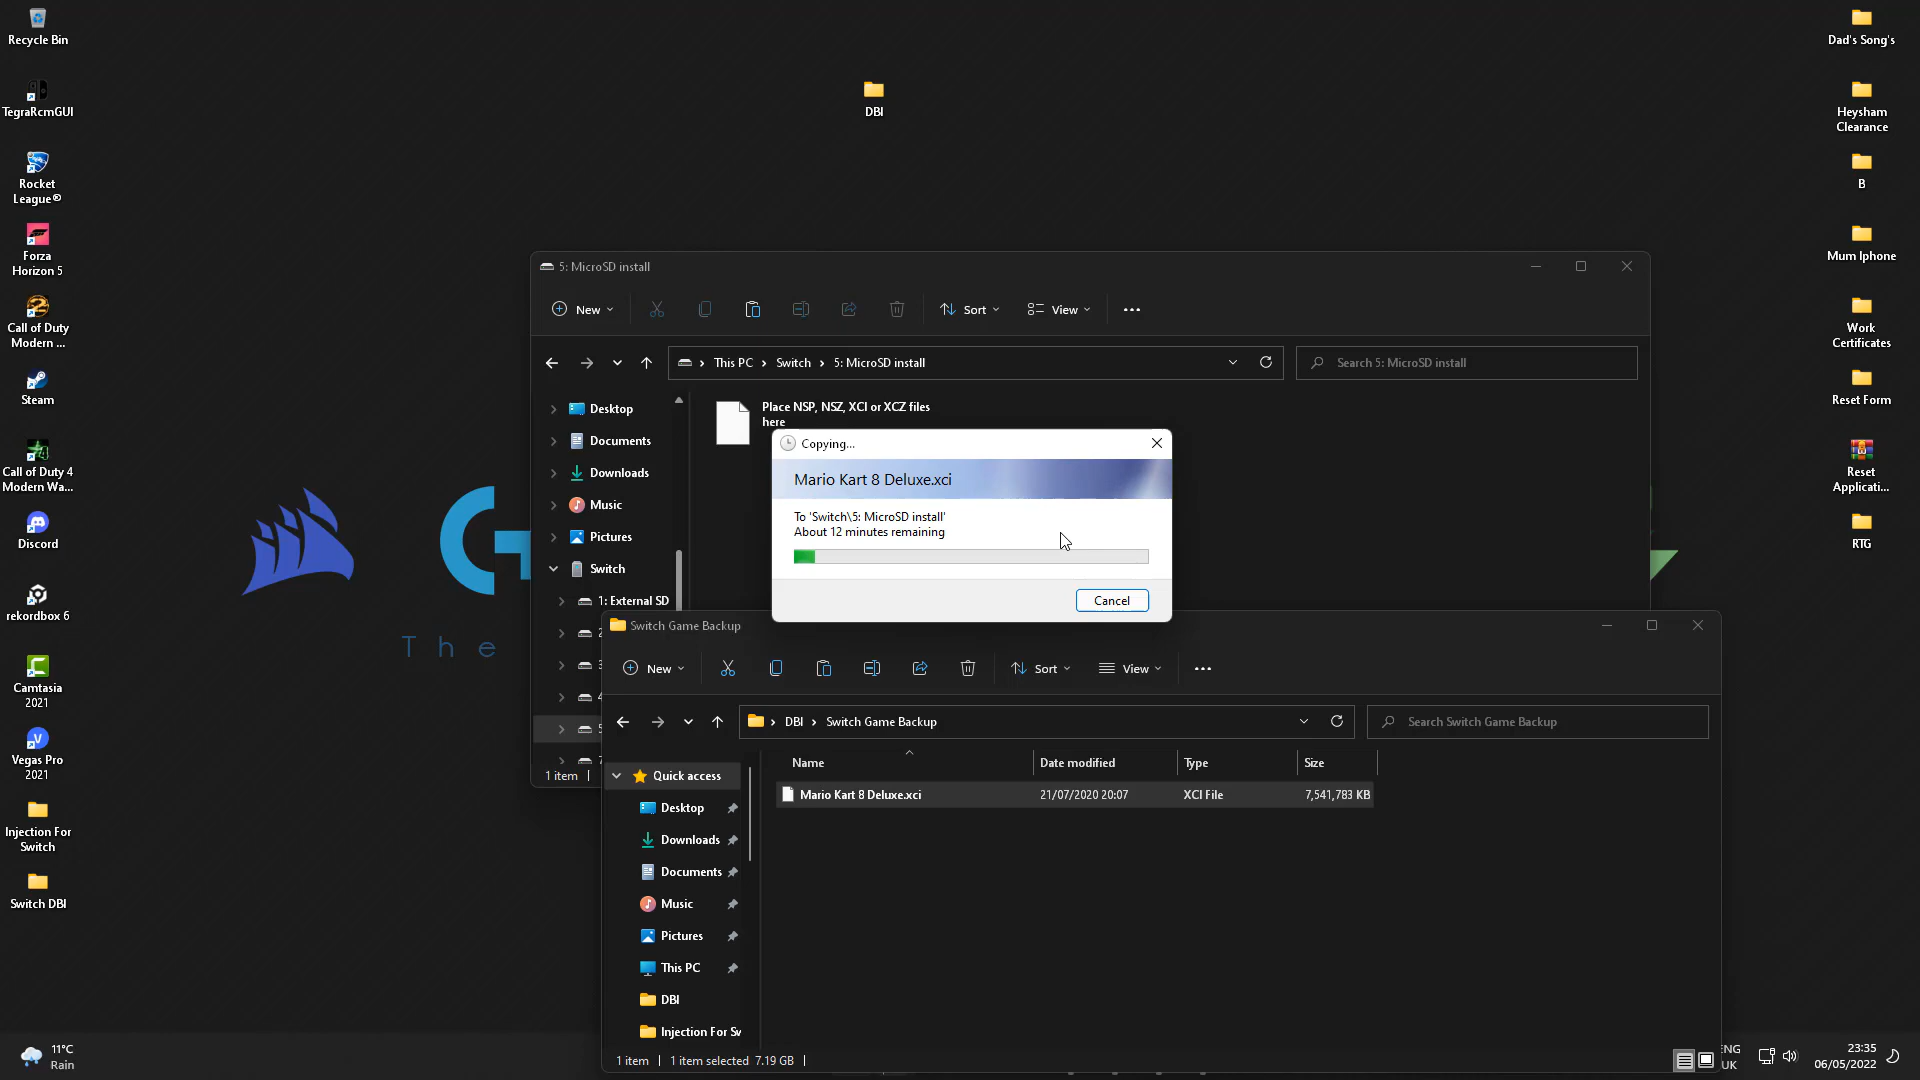 Recycle Bin
TegraRcmGUI
Rocket
League®
Forza
Horizon 5
Call of Duty
Modern ...
Steam
Call of Duty 4
Modern Wa...
Discord
rekordbox 6
Camtasia
2021
Vegas Pro
2021
Injection For
Switch
Switch DBI
DBI
Dad's Song's
Heysham
Clearance
B
Mum Iphone
Work
Certificates
Reset Form
Reset
Applicati...
RTG
The
5: MicroSD install
New
Sort
View
This PC
Switch
5: MicroSD install
Search 5: MicroSD install
Desktop
Documents
Downloads
Music
Pictures
Switch
1: External SD
2
3
4
5
7
1 item
Place NSP, NSZ, XCI or XCZ files
here
Copying...
Mario Kart 8 Deluxe.xci
To 'Switch\5: MicroSD install'
About 12 minutes remaining
Cancel
Switch Game Backup
New
Sort
View
DBI
Switch Game Backup
Search Switch Game Backup
Quick access
Desktop
Downloads
Documents
Music
Pictures
This PC
DBI
Injection For Sw
Name Date modified Type Size
Mario Kart 8 Deluxe.xci 21/07/2020 20:07 XCI File 7,541,783 KB
1 item 1 item selected 7.19 GB
11°C
Rain
ENG
UK
23:35
06/05/2022